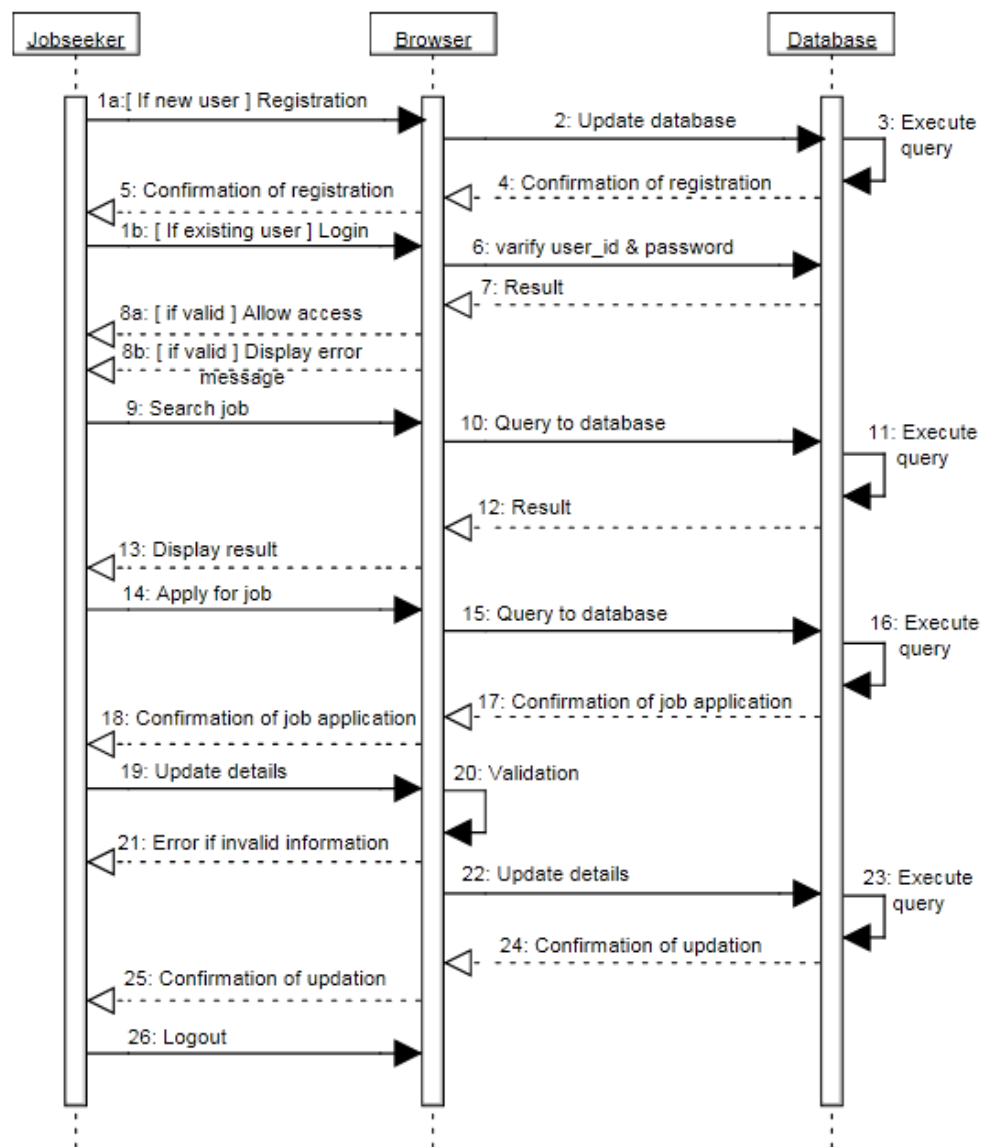 Jobseeker
Browser
Database
1a:[ If new user ] Registration
2: Update database
3: Execute
query
4: Confirmation of registration
5: Confirmation of registration
1b: [ If existing user ] Login
6: varify user_id & password
7: Result
8a: [ if valid ] Allow access
8b: [ if valid ] Display error
message
9: Search job
10: Query to database
11: Execute
query
12: Result
13: Display result
14: Apply for job
15: Query to database
16: Execute
query
17: Confirmation of job application
18: Confirmation of job application
19: Update details
20: Validation
21: Error if invalid information
22: Update details
23: Execute
query
24: Confirmation of updation
25: Confirmation of updation
26: Logout